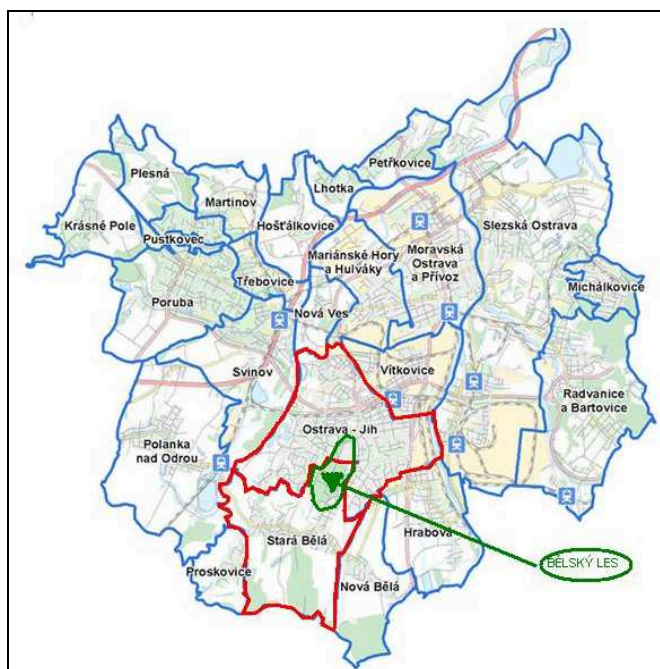 Petřkovice
Plesná
Lhotka
Martinov
Krásné Pole
Hošťálkovice
Slezská Ostrava
Pustkovec
Mariánské Hory
a Hulváky
Moravská
Ostrava
a Přívoz
Třebovice
Michálkovice
Poruba
Nová Ves
Svinov
Vítkovice
Radvanice
a Bartovice
Ostrava - Jih
Polanka
nad Odrou
Stará Bělá
Hrabová
BĚLSKÝ LES
Proskovice
Nová Bělá